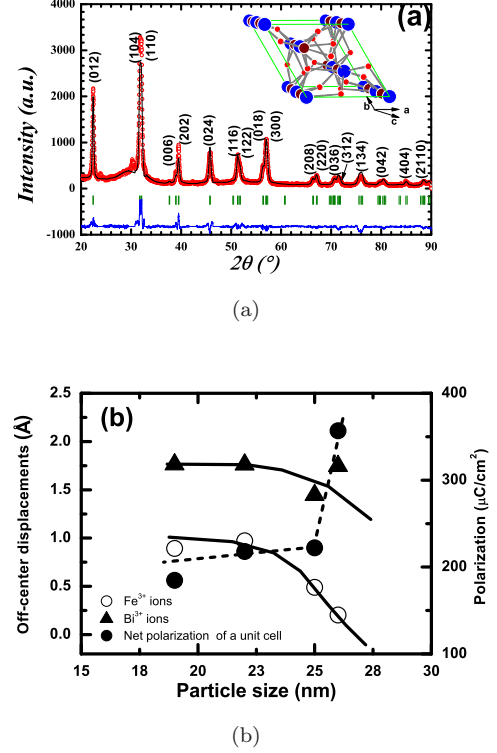 (a)
4000
3000
2000
1000
0
-1000
Intensity (a.u.)
(012)
(104)
(110)
(006)
(202)
(024)
(116)
(122)
(018)
(300)
(208)
(220)
(036)
(312)
(134)
(042)
(404)
(2110)
b
a
c
20 30 40 50 60 70 80 90
2θ (°)
(a)
(b)
2.5
2.0
1.5
1.0
0.5
0.0
Off-center displacements (Å)
400
300
200
100
Polarization (μC/cm²)
Fe³⁺ ions
Bi³⁺ ions
Net polarization of a unit cell
15 18 20 23 25 28 30
Particle size (nm)
(b)